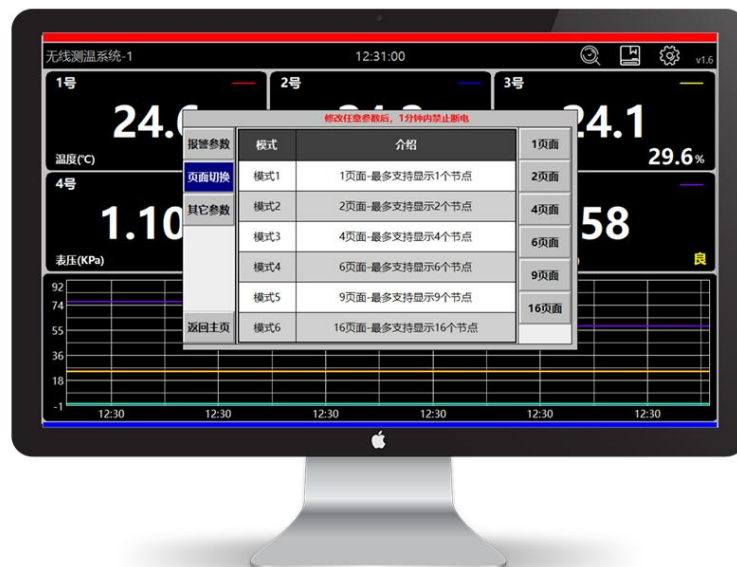 无线测温系统-1 12:31:00 v1.6
1号 2号 3号
24. 24.1
温度(℃) 29.6%
4号
1.10 58
表压(KPa) 良
修改任意参数后，1分钟内禁止断电
报警参数 模式 介绍 1页面
页面切换 模式1 1页面-最多支持显示1个节点 2页面
其它参数 模式2 2页面-最多支持显示2个节点 4页面
模式3 4页面-最多支持显示4个节点 6页面
模式4 6页面-最多支持显示6个节点 9页面
模式5 9页面-最多支持显示9个节点 16页面
返回主页 模式6 16页面-最多支持显示16个节点
92
74
55
36
18
-1
12:30 12:30 12:30 12:30 12:30 12:30